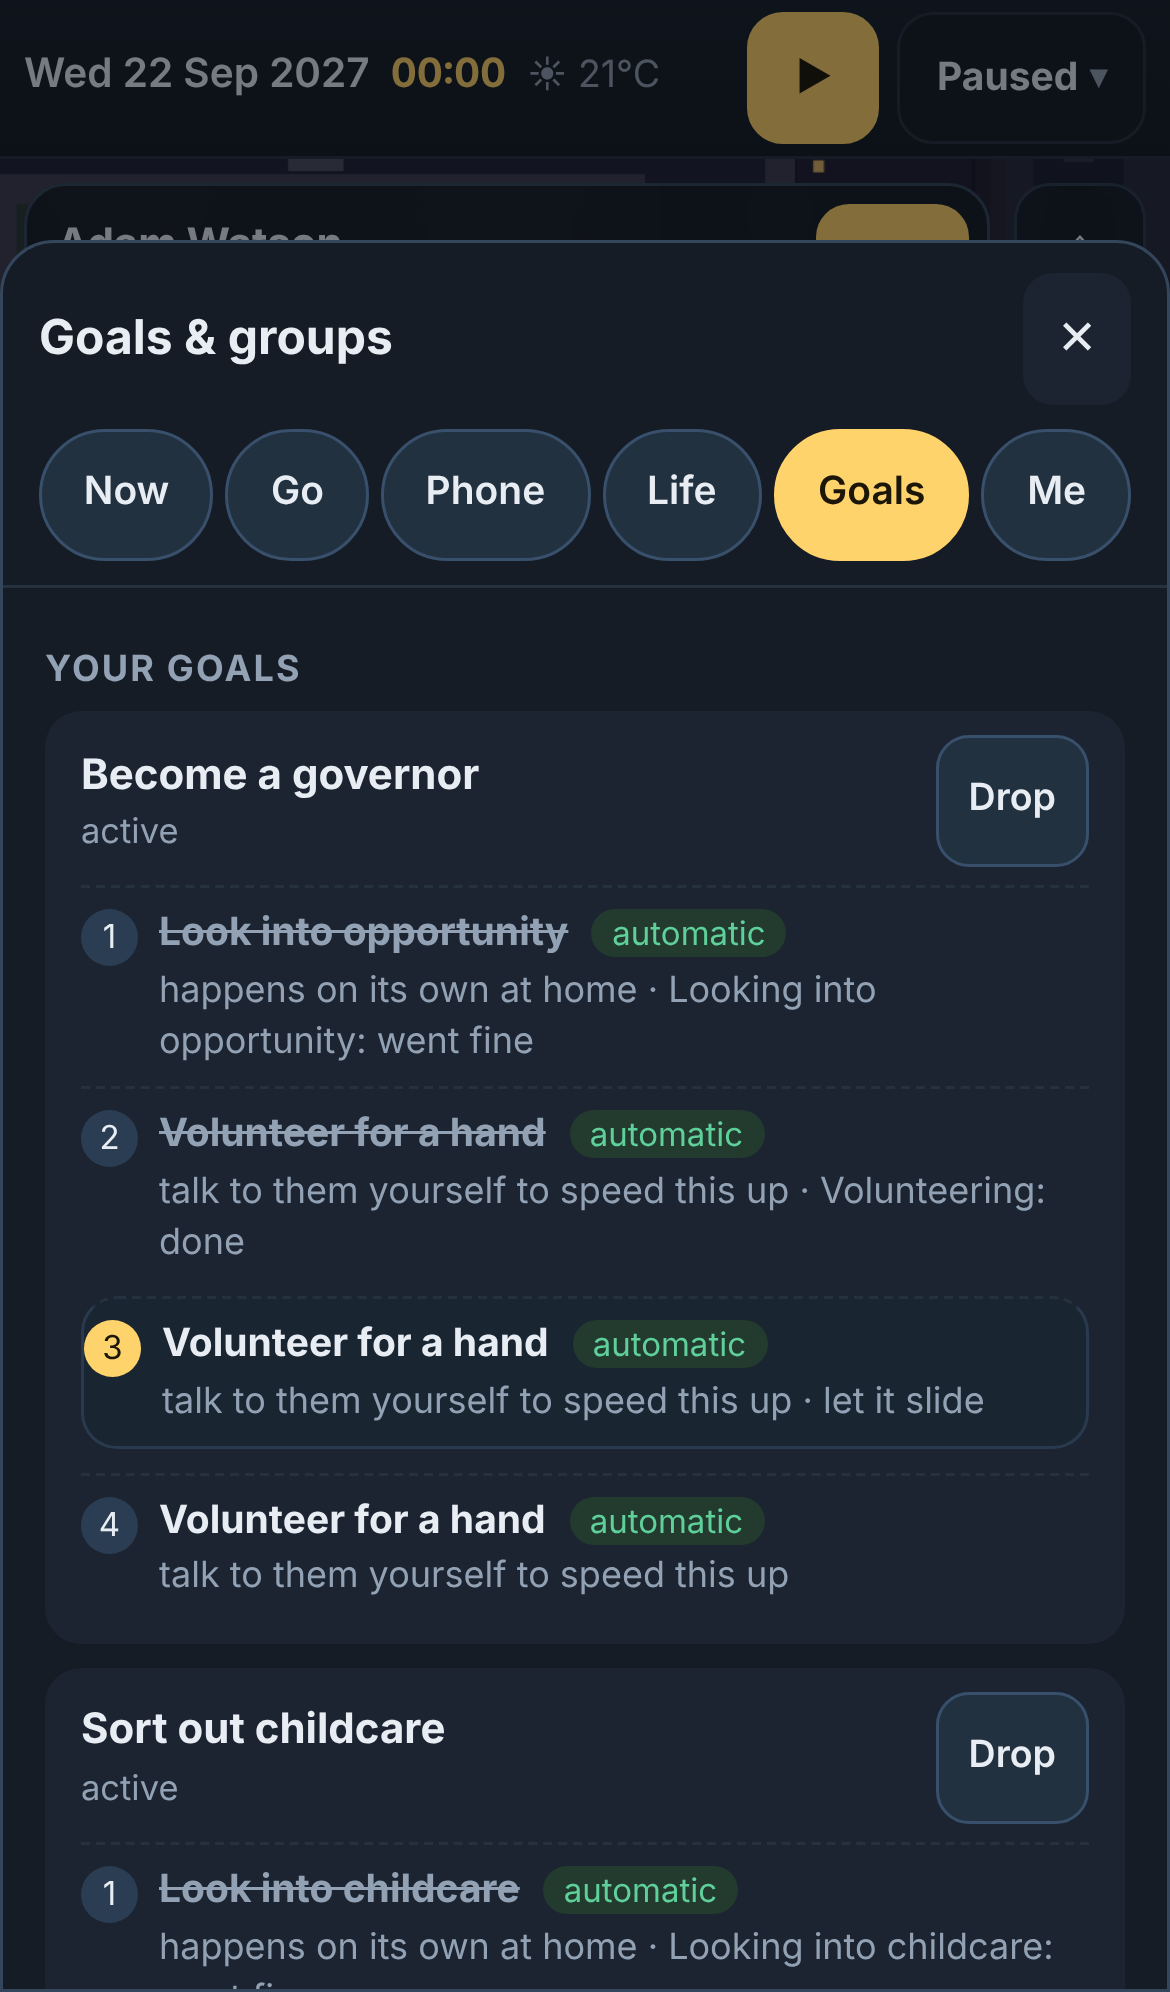 Wed 22 Sep 2027 00:00 ☀ 21°C
Paused ▾
Adam Watson
Goals & groups
Now Go Phone Life Goals Me
YOUR GOALS
Become a governor
Drop
active
1 Look into opportunity automatic
happens on its own at home · Looking into
opportunity: went fine
2 Volunteer for a hand automatic
talk to them yourself to speed this up · Volunteering:
done
3 Volunteer for a hand automatic
talk to them yourself to speed this up · let it slide
4 Volunteer for a hand automatic
talk to them yourself to speed this up
Sort out childcare
Drop
active
1 Look into childcare automatic
happens on its own at home · Looking into childcare: